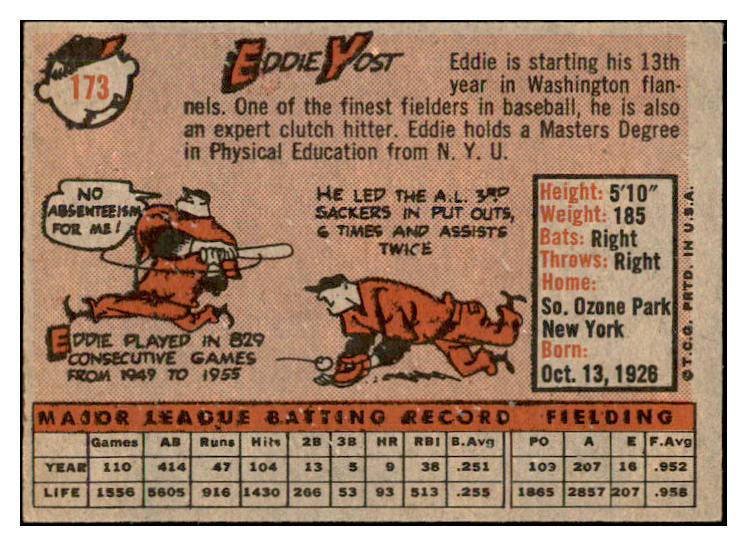 173
EDDIE YOST
Eddie is starting his 13th
year in Washington flan-
nels. One of the finest fielders in baseball, he is also
an expert clutch hitter. Eddie holds a Masters Degree
in Physical Education from N. Y. U.
NO
ABSENTEEISM
FOR ME!
EDDIE PLAYED IN 829
CONSECUTIVE GAMES
FROM 1949 TO 1955
HE LED THE A.L. 3RD
SACKERS IN PUT OUTS,
6 TIMES AND ASSISTS
TWICE
Height: 5'10"
Weight: 185
Bats: Right
Throws: Right
Home:
So. Ozone Park
New York
Born:
Oct. 13, 1926
© T.C.G. PRTD. IN U.S.A.
MAJOR LEAGUE BATTING RECORD FIELDING
Games AB Runs Hits 2B 3B HR RBI B.Avg PO A E F.Avg
YEAR 110 414 47 104 13 5 9 38 .251 109 207 16 .952
LIFE 1556 5605 916 1430 266 53 93 513 .255 1865 2857 207 .958